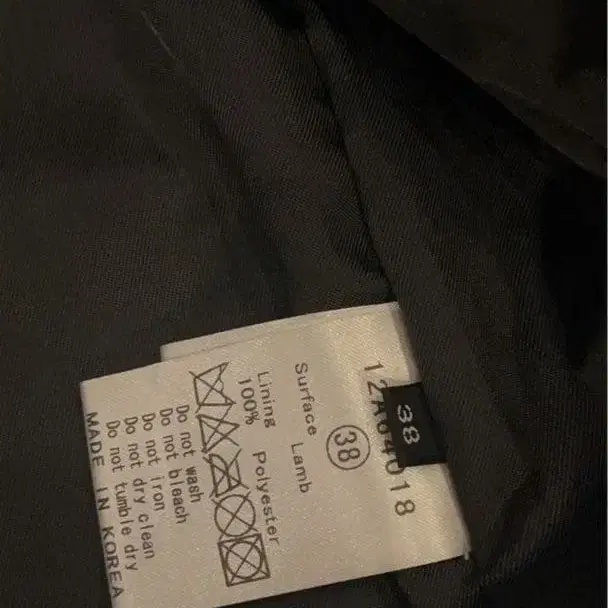 38
12A04018
38
Surface Lamb
Lining Polyester
100%
Do not wash
Do not bleach
Do not iron
Do not dry clean
Do not tumble dry
MADE IN KOREA